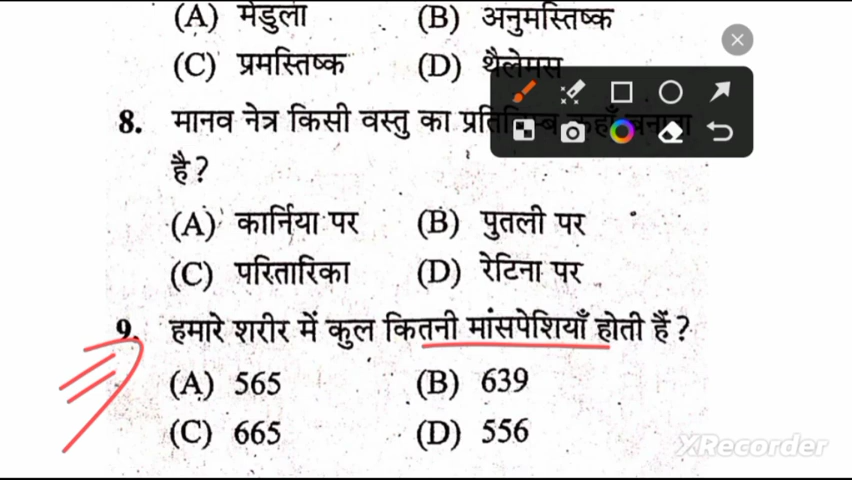 (A) मेडुला (B) अनुमस्तिष्क
(C) प्रमस्तिष्क (D) थैलेमस
8. मानव नेत्र किसी वस्तु का
है?
(A) कार्निया पर (B) पुतली पर
(C) परितारिका (D) रेटिना पर
9. हमारे शरीर में कुल कितनी मांसपेशियाँ होती हैं?
(A) 565 (B) 639
(C) 665 (D) 556
XRecorder